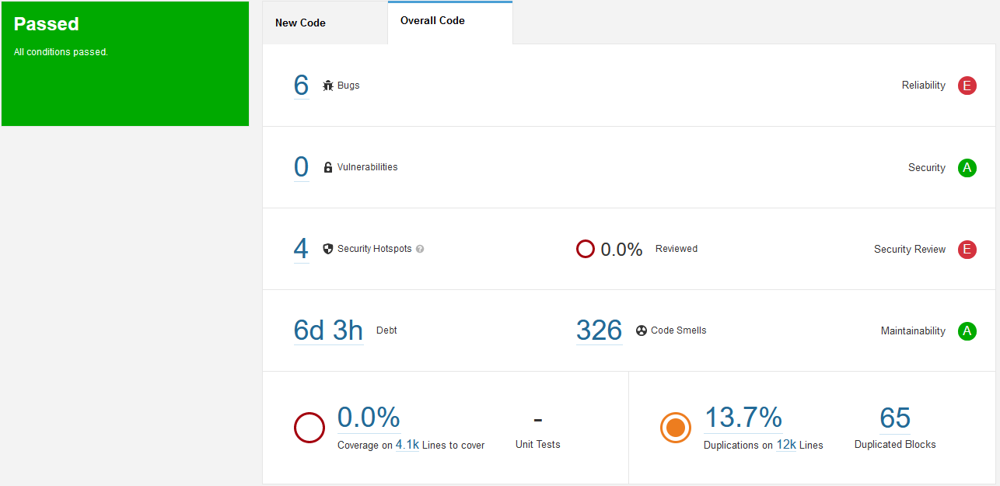 Passed
All conditions passed.
New Code
Overall Code
6 Bugs Reliability E
0 Vulnerabilities Security A
4 Security Hotspots ? 0.0% Reviewed Security Review E
6d 3h Debt 326 Code Smells Maintainability A
0.0% - 13.7% 65
Coverage on 4.1k Lines to cover Unit Tests Duplications on 12k Lines Duplicated Blocks